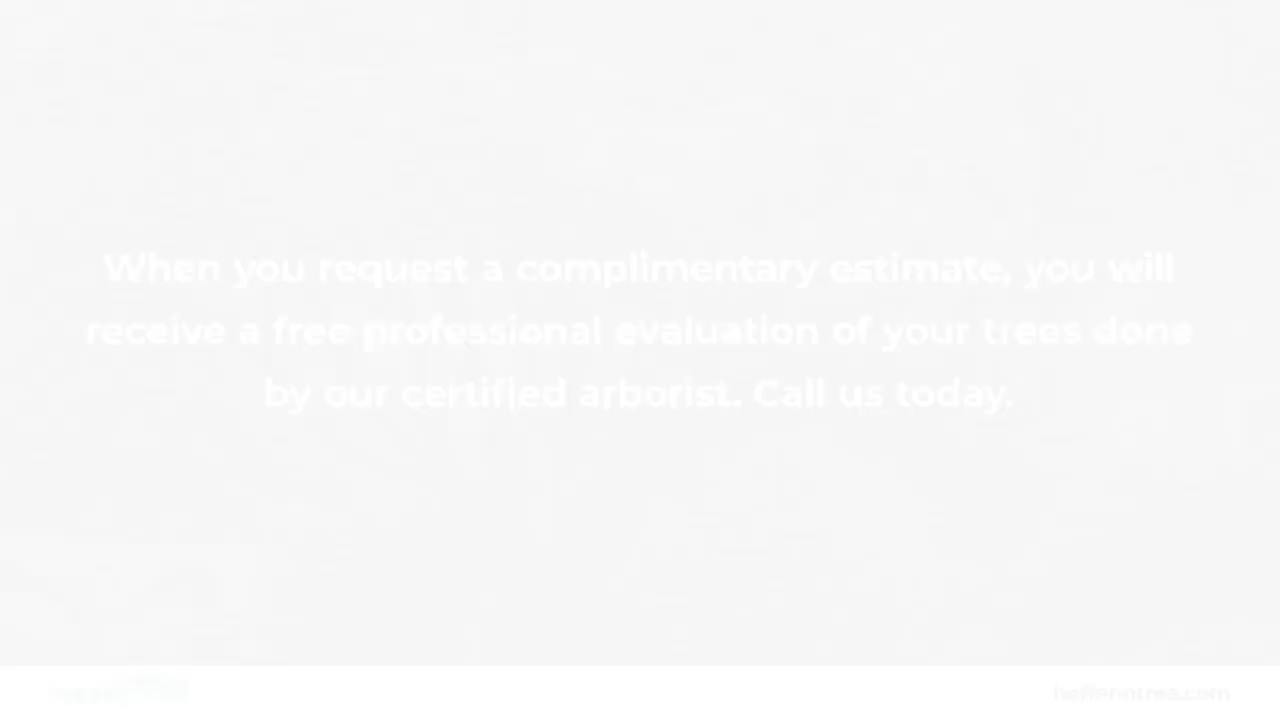 When you request a complimentary estimate, you will
receive a free professional evaluation of your trees done
by our certified arborist. Call us today.